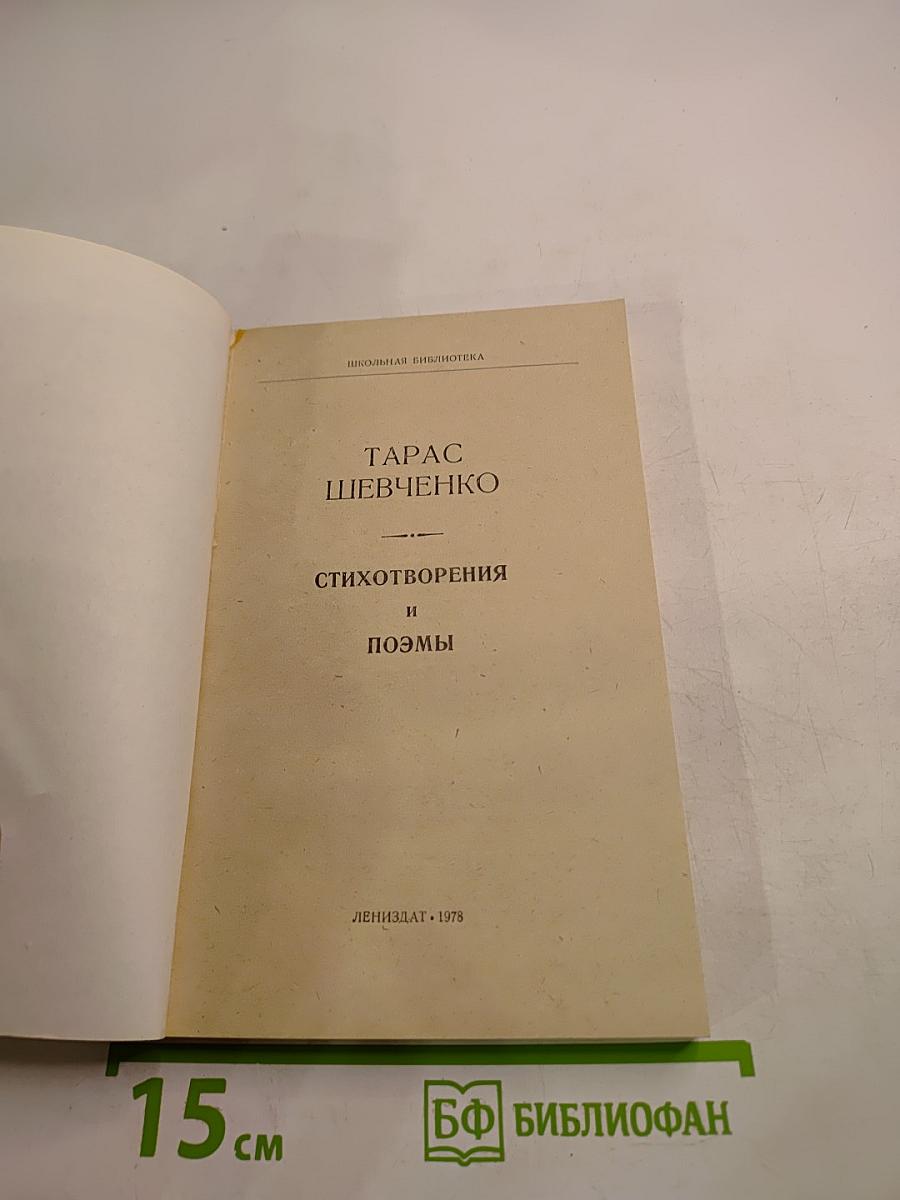 ШКОЛЬНАЯ БИБЛИОТЕКА
ТАРАС
ШЕВЧЕНКО
СТИХОТВОРЕНИЯ
И
ПОЭМЫ
ЛЕНИЗДАТ • 1978
15 см
БФ БИБЛИОФАН